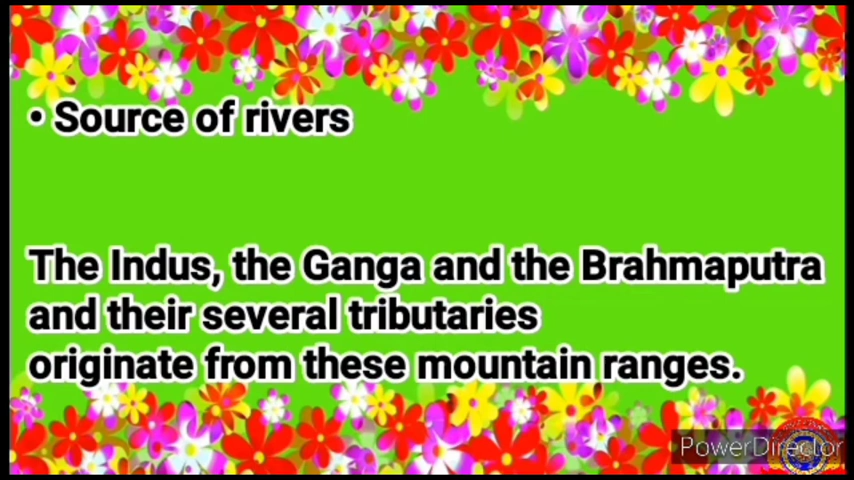 • Source of rivers
The Indus, the Ganga and the Brahmaputra
and their several tributaries
originate from these mountain ranges.
PowerDirector